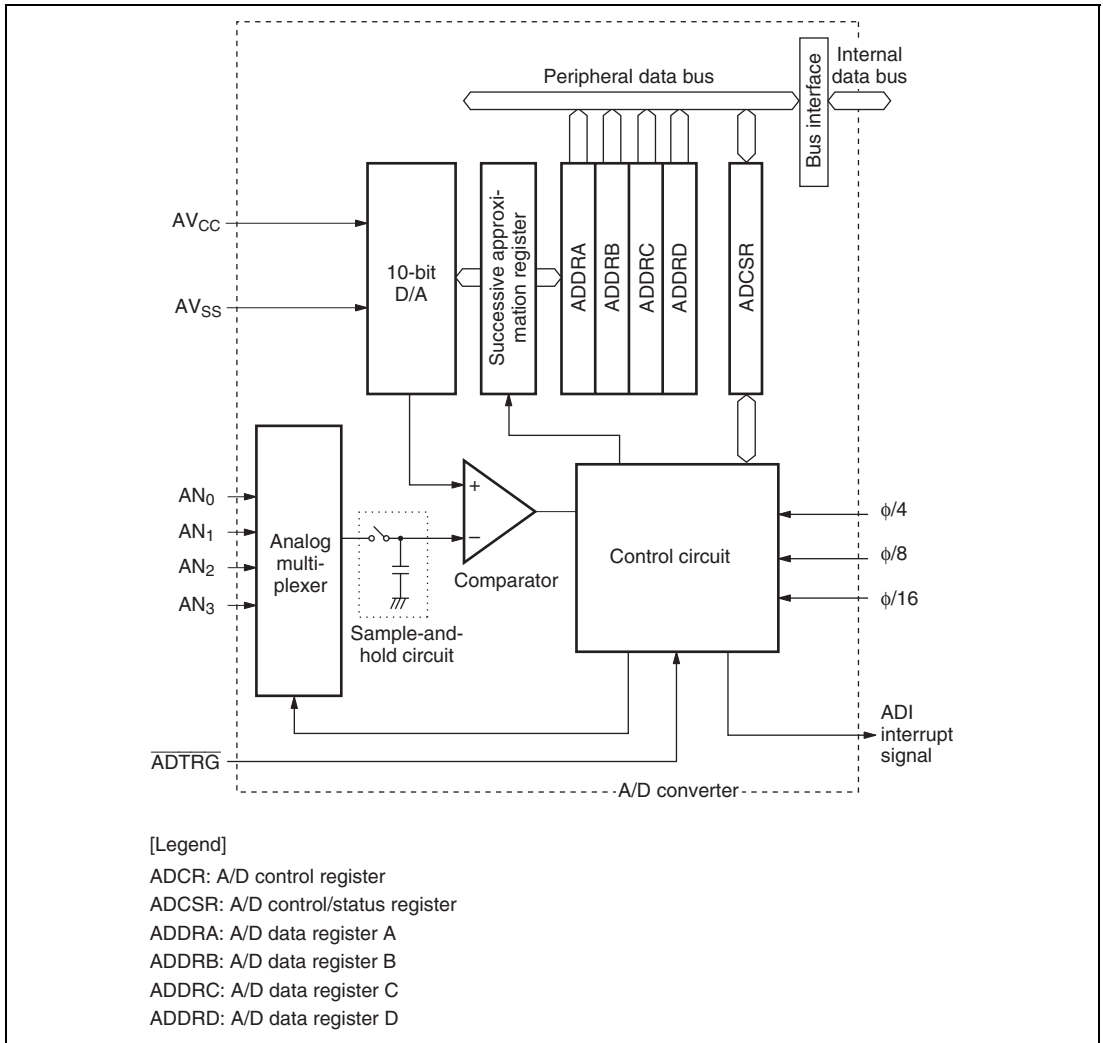 Internal
data bus
Peripheral data bus
Bus interface
AVCC
AVSS
10-bit
D/A
Successive approxi-
mation register
ADDRA
ADDRB
ADDRC
ADDRD
ADCSR
AN0
AN1
AN2
AN3
Analog
multi-
plexer
Sample-and-
hold circuit
+
−
Comparator
Control circuit
ϕ/4
ϕ/8
ϕ/16
ADTRG
ADI
interrupt
signal
A/D converter
[Legend]
ADCR: A/D control register
ADCSR: A/D control/status register
ADDRA: A/D data register A
ADDRB: A/D data register B
ADDRC: A/D data register C
ADDRD: A/D data register D